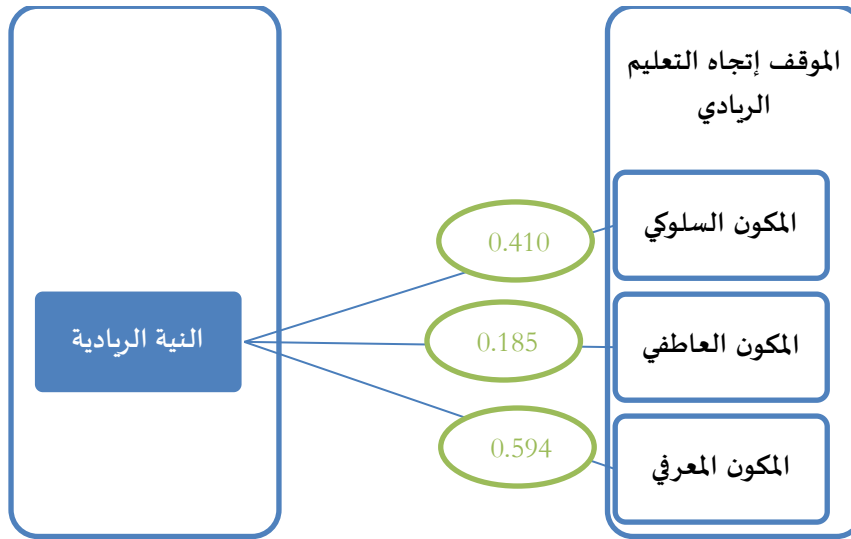 الموقف إتجاه التعليم
الريادي
المكون السلوكي
0.410
المكون العاطفي
0.185
النية الريادية
المكون المعرفي
0.594